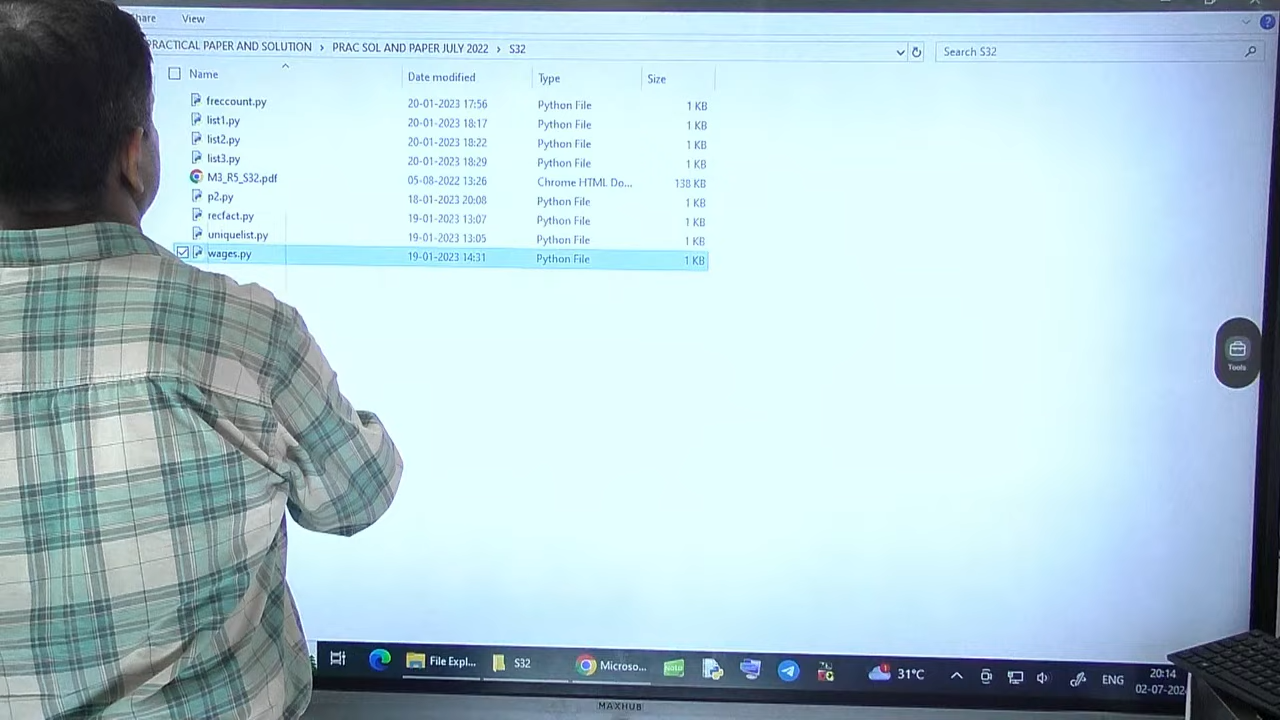 hare View
PRACTICAL PAPER AND SOLUTION › PRAC SOL AND PAPER JULY 2022 › S32
Search S32
Name Date modified Type Size
freccount.py 20-01-2023 17:56 Python File 1 KB
list1.py 20-01-2023 18:17 Python File 1 KB
list2.py 20-01-2023 18:22 Python File 1 KB
list3.py 20-01-2023 18:29 Python File 1 KB
M3_R5_S32.pdf 05-08-2022 13:26 Chrome HTML Do... 138 KB
p2.py 18-01-2023 20:08 Python File 1 KB
recfact.py 19-01-2023 13:07 Python File 1 KB
uniquelist.py 19-01-2023 13:05 Python File 1 KB
wages.py 19-01-2023 14:31 Python File 1 KB
Tools
File Expl... S32 Microso... 31°C ENG 20:14
02-07-202
MAXHUB